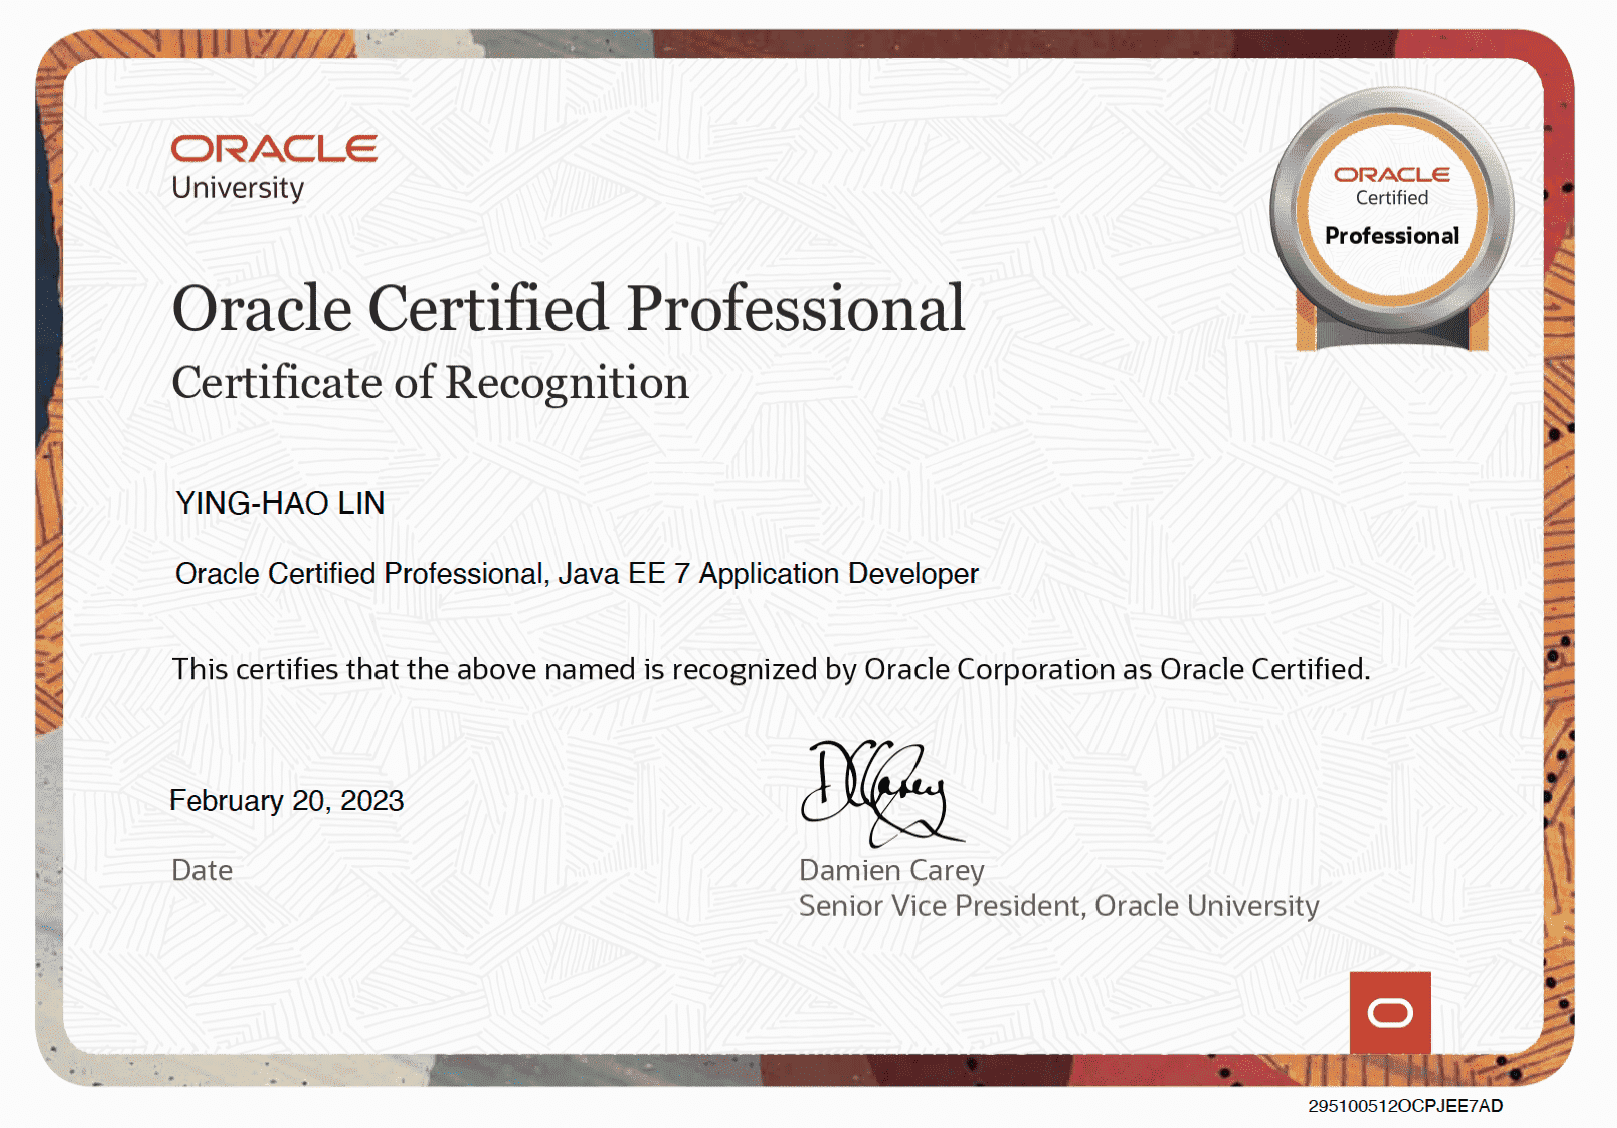 ORACLE
University
ORACLE
Certified
Professional
Oracle Certified Professional
Certificate of Recognition
YING-HAO LIN
Oracle Certified Professional, Java EE 7 Application Developer
This certifies that the above named is recognized by Oracle Corporation as Oracle Certified.
DCarey
February 20, 2023
Date
Damien Carey
Senior Vice President, Oracle University
295100512OCPJEE7AD